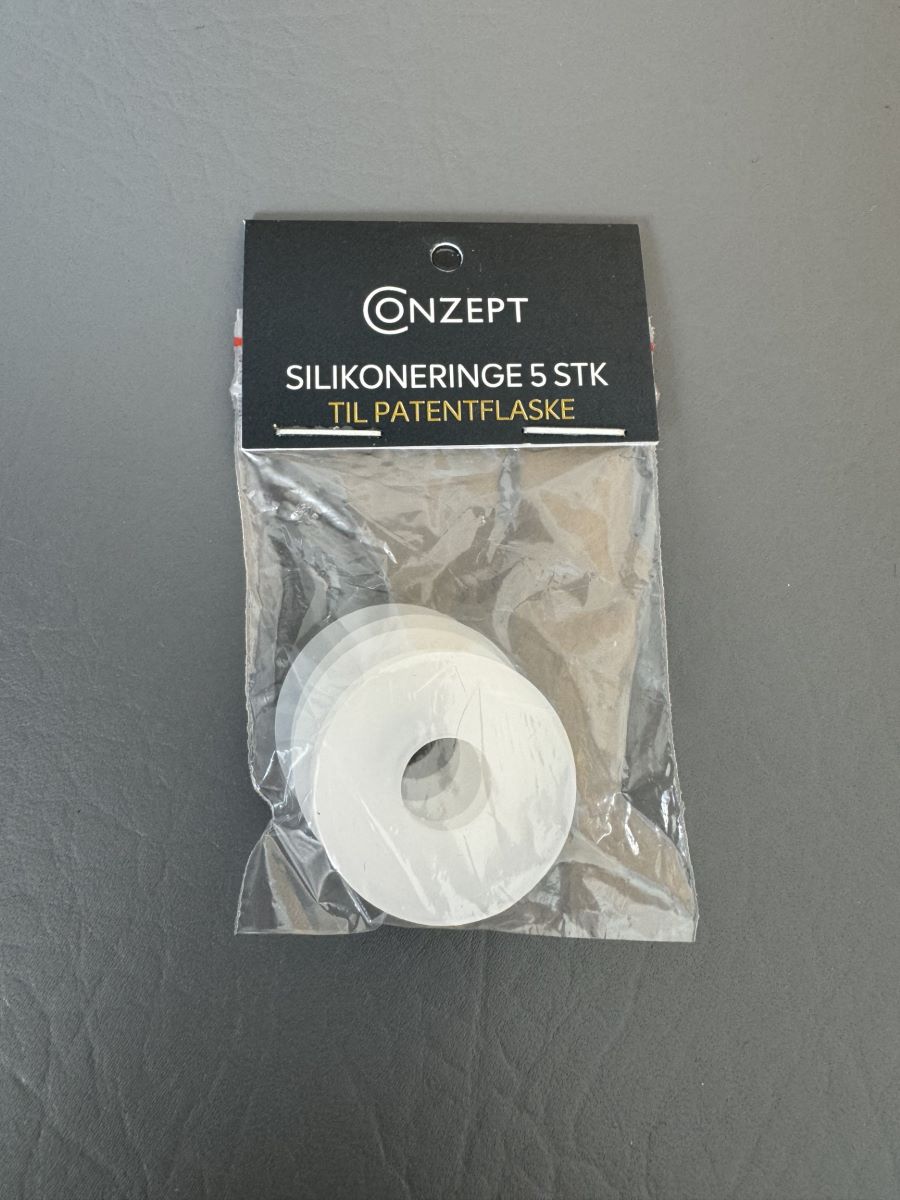 CONZEPT
SILIKONERINGE 5 STK
TIL PATENTFLASKE